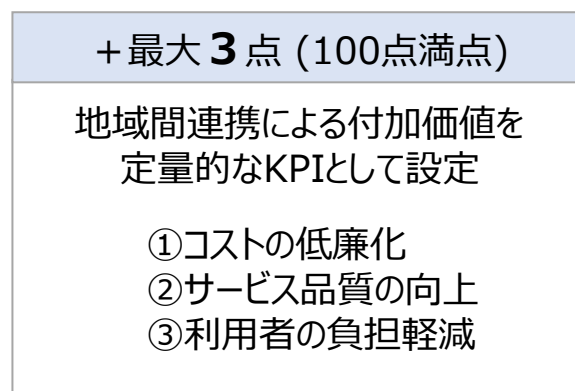 ＋最大３点 (100点満点)
地域間連携による付加価値を
定量的なKPIとして設定
①コストの低廉化
②サービス品質の向上
③利用者の負担軽減